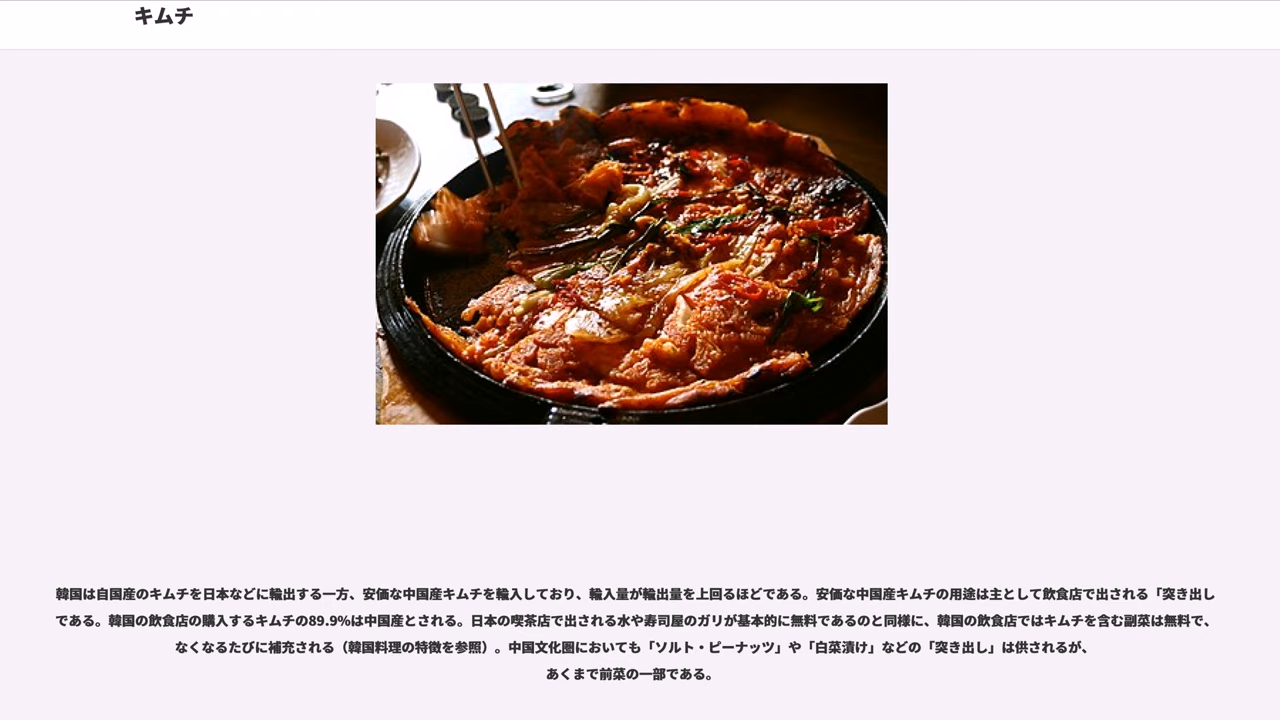 キムチ
韓国は自国産のキムチを日本などに輸出する一方、安価な中国産キムチを輸入しており、輸入量が輸出量を上回るほどである。安価な中国産キムチの用途は主として飲食店で出される「突き出し
である。韓国の飲食店の購入するキムチの89.9%は中国産とされる。日本の喫茶店で出される水や寿司屋のガリが基本的に無料であるのと同様に、韓国の飲食店ではキムチを含む副菜は無料で、
なくなるたびに補充される（韓国料理の特徴を参照）。中国文化圏においても「ソルト・ピーナッツ」や「白菜漬け」などの「突き出し」は供されるが、
あくまで前菜の一部である。